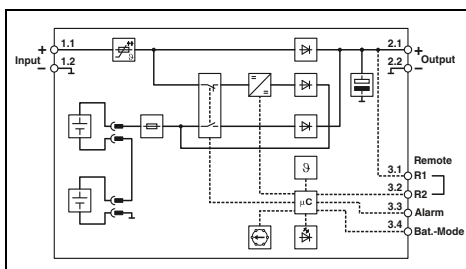 + 1.1
Input
− 1.2
ϑ
2.1 +
Output
2.2 −
=
=
ϑ
µC
Remote
3.1 R1
3.2 R2
3.3 Alarm
3.4 Bat.-Mode